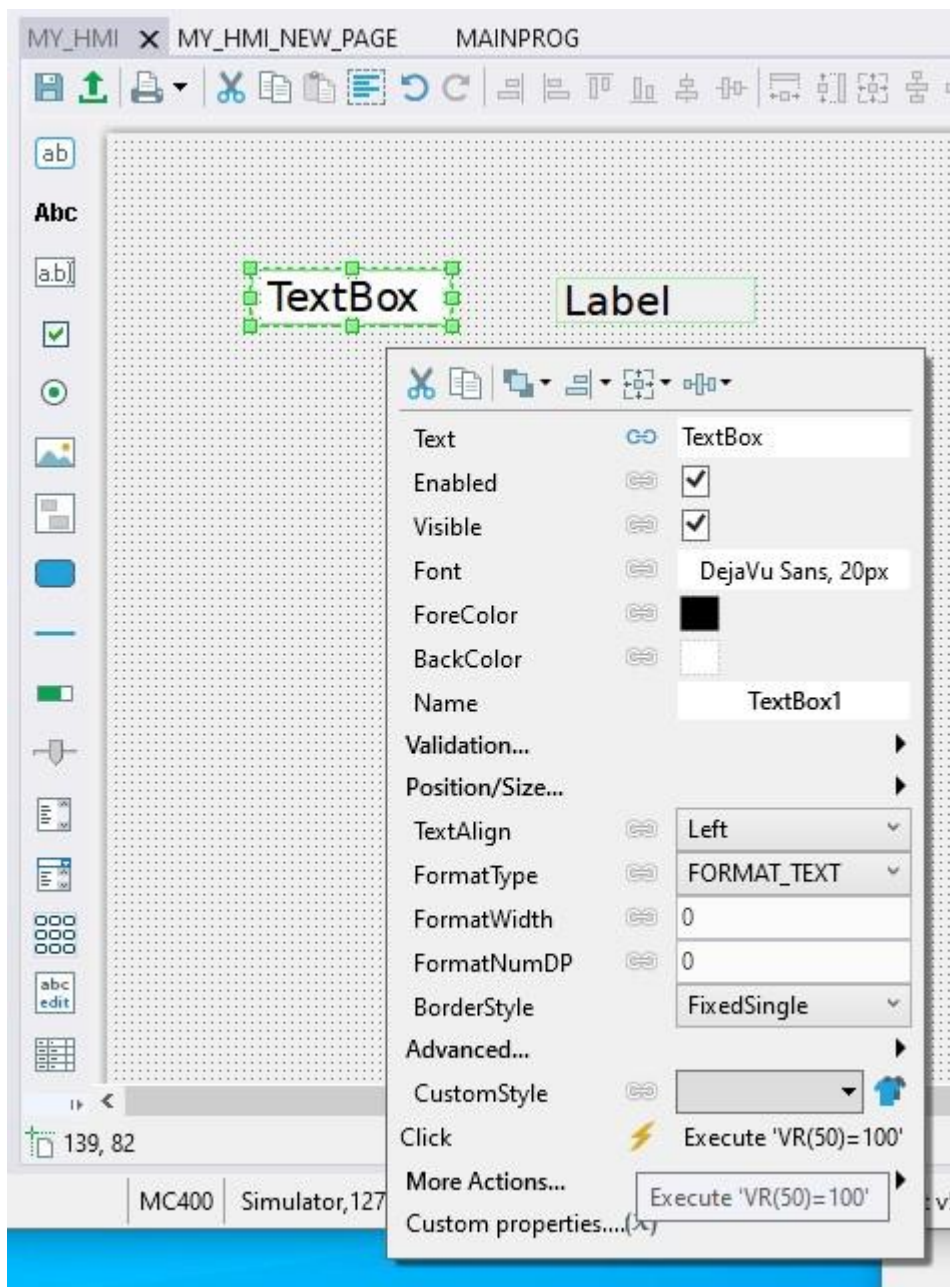 MY_HMI MY_HMI_NEW_PAGE MAINPROG
ab
Abc
a.b
TextBox Label
Text TextBox
Enabled
Visible
Font DejaVu Sans, 20px
ForeColor
BackColor
Name TextBox1
Validation...
Position/Size...
TextAlign Left
FormatType FORMAT_TEXT
FormatWidth 0
FormatNumDP 0
abc
edit
BorderStyle FixedSingle
Advanced...
CustomStyle
139, 82
Click Execute 'VR(50)=100'
More Actions...
MC400 Simulator,127
Execute 'VR(50)=100'
Custom properties....(X)